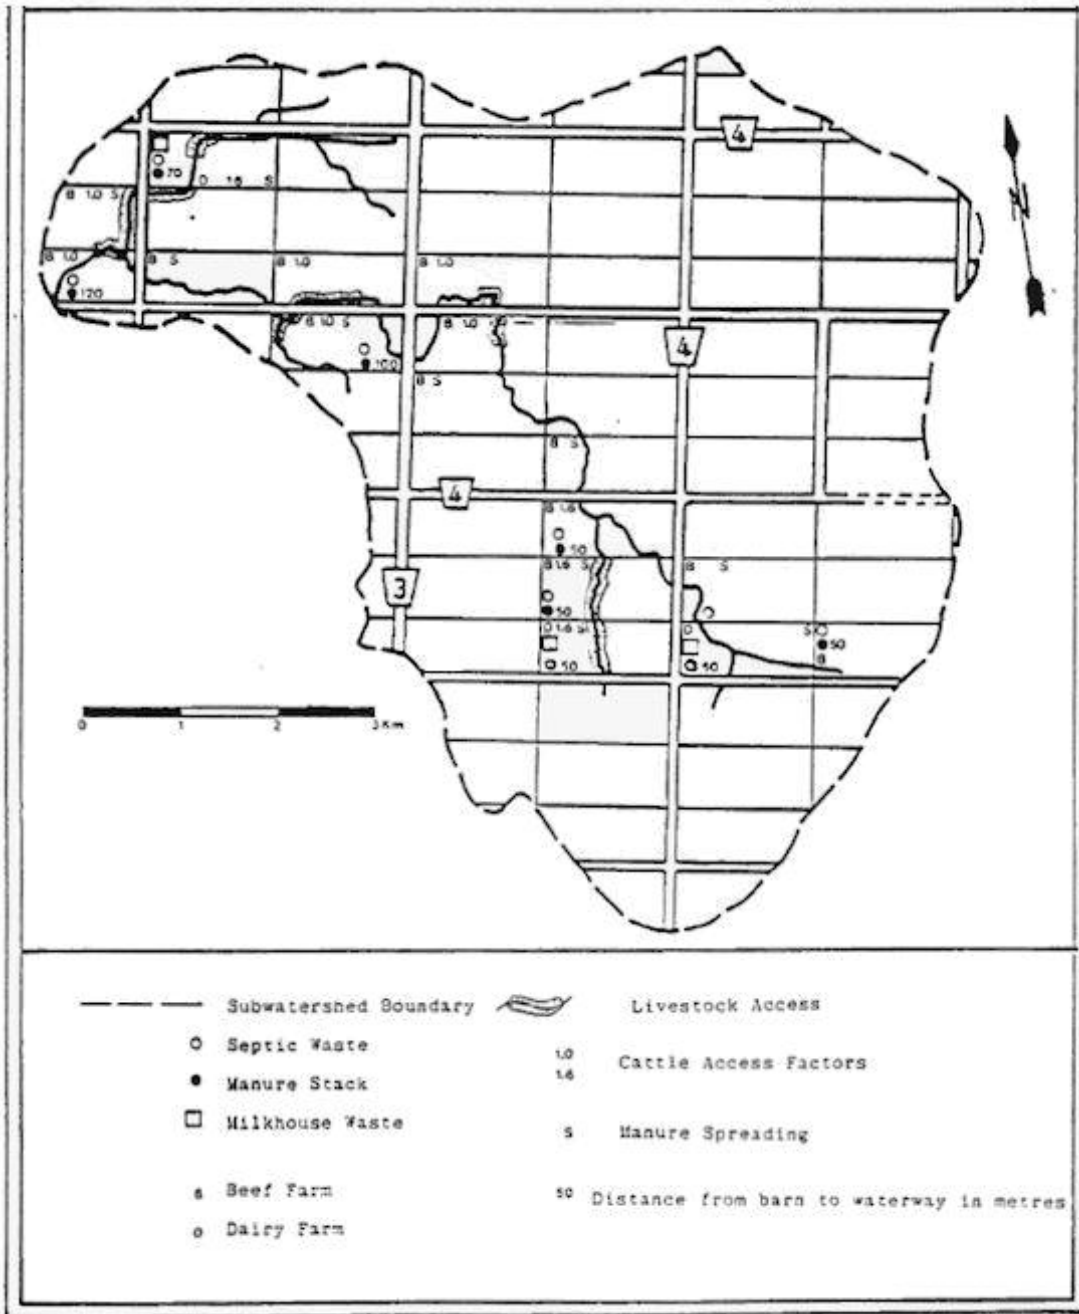 4
70
D 1.6 S
B 1.0 S
B 1.0
B S
B 1.0
B 1.0
120
B 1.0 S
B 1.0
4
100
B S
B S
4
B 1.6
50
3
B 1.6 S
B S
50
1.6 S
S
50
B
50
50
0 1 2 3 Km
Subwatershed Boundary
Livestock Access
Septic Waste
1.0
1.6
Cattle Access Factors
Manure Stack
Milkhouse Waste
S Manure Spreading
B Beef Farm
50 Distance from barn to waterway in metres
D Dairy Farm